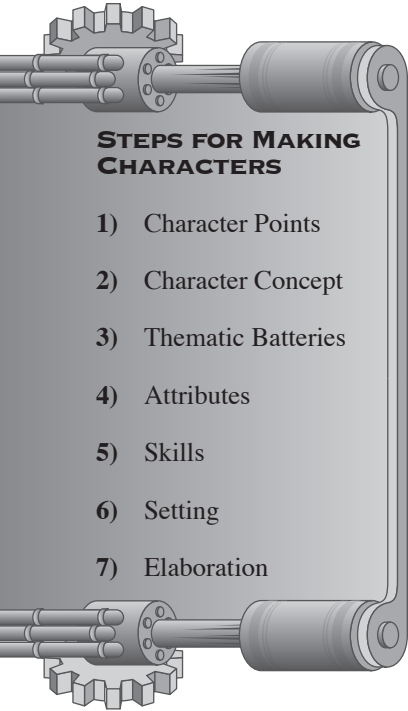 STEPS FOR MAKING
CHARACTERS
1) Character Points
2) Character Concept
3) Thematic Batteries
4) Attributes
5) Skills
6) Setting
7) Elaboration